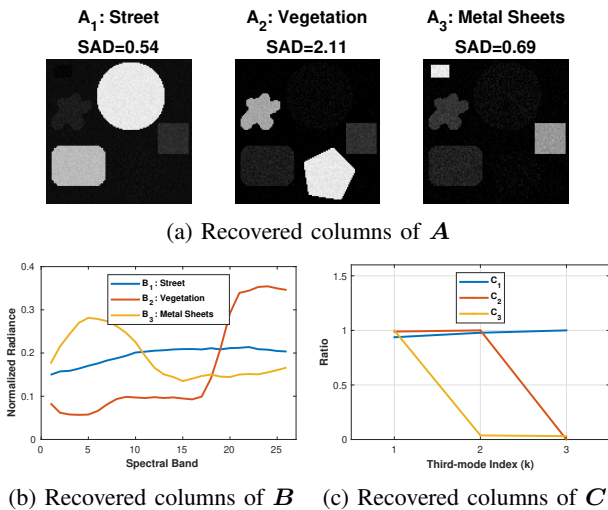 A1: Street
SAD=0.54
A2: Vegetation
SAD=2.11
A3: Metal Sheets
SAD=0.69
(a) Recovered columns of A
Normalized Radiance
0.4
0.3
0.2
0.1
0
0 5 10 15 20 25
Spectral Band
B1: Street
B2: Vegetation
B3: Metal Sheets
Ratio
1.5
1
0.5
0
1 2 3
Third-mode Index (k)
C1
C2
C3
(b) Recovered columns of B
(c) Recovered columns of C